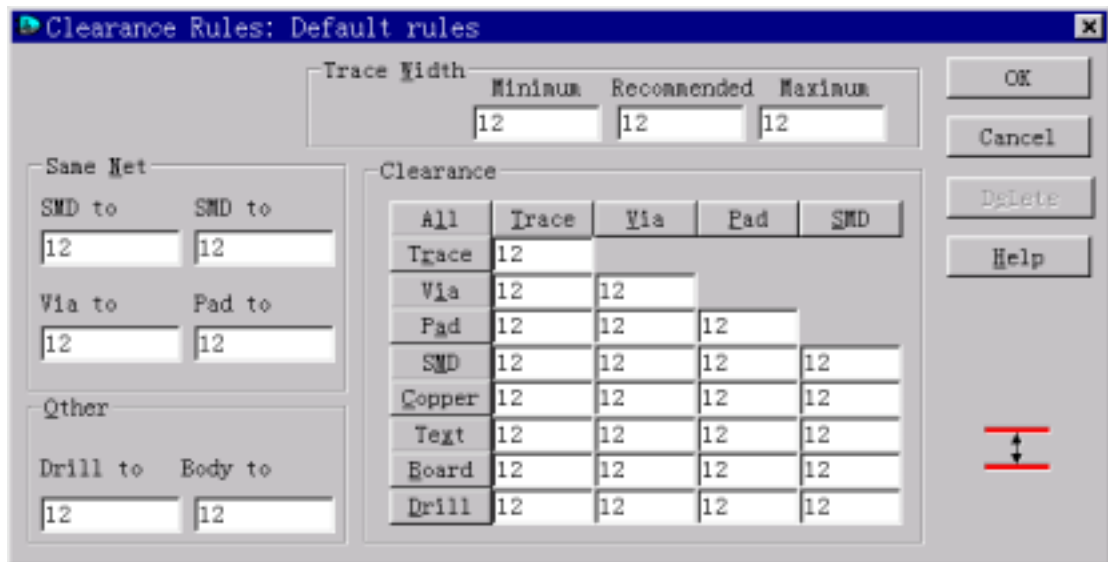 Clearance Rules: Default rules
Trace Width
Minimum Recommended Maximum
12 12 12
OK
Cancel
Delete
Help
Same Net
SMD to SMD to
12 12
Via to Pad to
12 12
Other
Drill to Body to
12 12
Clearance
All Trace Via Pad SMD
Trace 12
Via 12 12
Pad 12 12 12
SMD 12 12 12 12
Copper 12 12 12 12
Text 12 12 12 12
Board 12 12 12 12
Drill 12 12 12 12